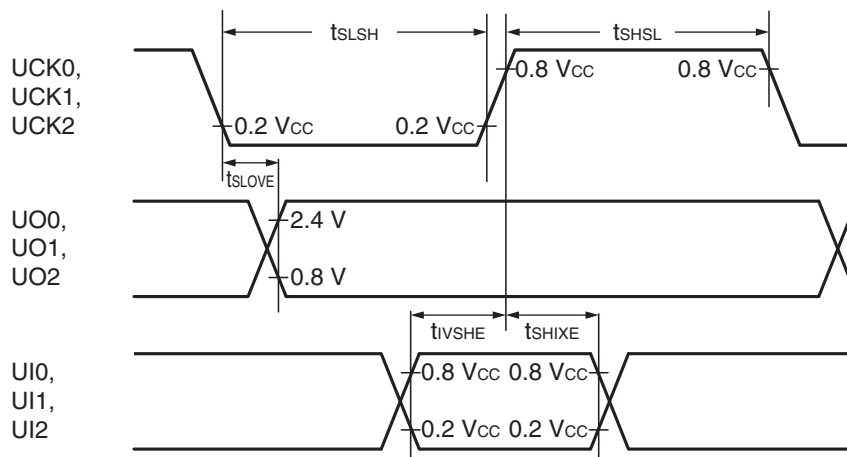 tSLSH tSHSL
UCK0,
UCK1,
UCK2
0.8 VCC 0.8 VCC
0.2 VCC 0.2 VCC
tSLOVE
UO0,
UO1,
UO2
2.4 V
0.8 V
tIVSHE tSHIXE
UI0,
UI1,
UI2
0.8 VCC 0.8 VCC
0.2 VCC 0.2 VCC